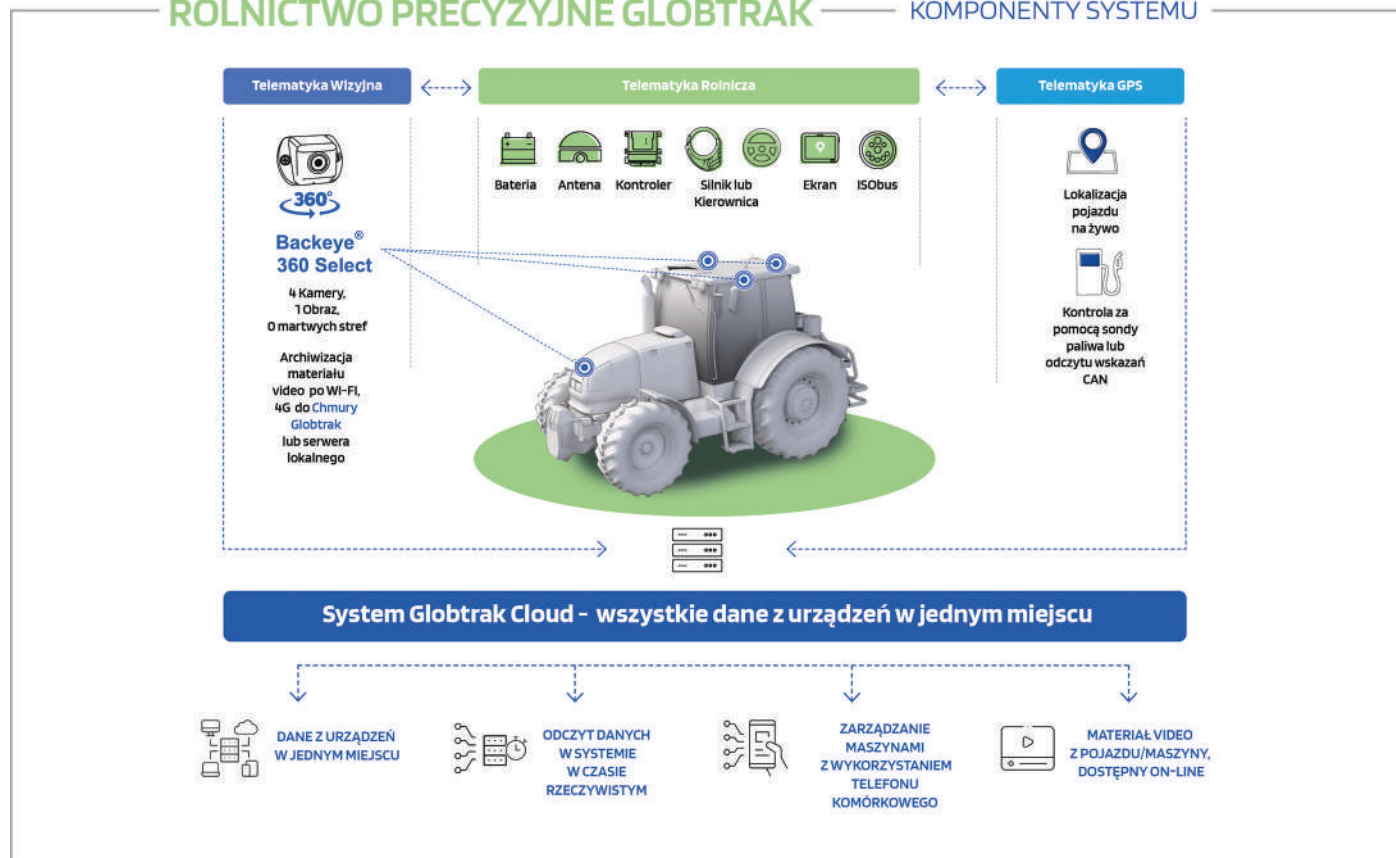 ROLNICTWO PRECYZYJNE GLOBTRAK
KOMPONENTY SYSTEMU
Telematyka Wizyjna
Telematyka Rolnicza
Telematyka GPS
360°
Backeye®
360 Select
4 Kamery,
1 Obraz,
0 martwych stref
Archiwizacja
materiału
video po WI-FI,
4G do Chmury
Globtrak
lub serwera
lokalnego
Bateria
Antena
Kontroler
Silnik lub
Kierownica
Ekran
ISObus
Lokalizacja
pojazdu
na żywo
Kontrola za
pomocą sondy
paliwa lub
odczytu wskazań
CAN
System Globtrak Cloud - wszystkie dane z urządzeń w jednym miejscu
DANE Z URZĄDZEŃ
W JEDNYM MIEJSCU
ODCZYT DANYCH
W SYSTEMIE
W CZASIE
RZECZYWISTYM
ZARZĄDZANIE
MASZYNAMI
Z WYKORZYSTANIEM
TELEFONU
KOMÓRKOWEGO
MATERIAŁ VIDEO
Z POJAZDU/MASZYNY,
DOSTĘPNY ON-LINE